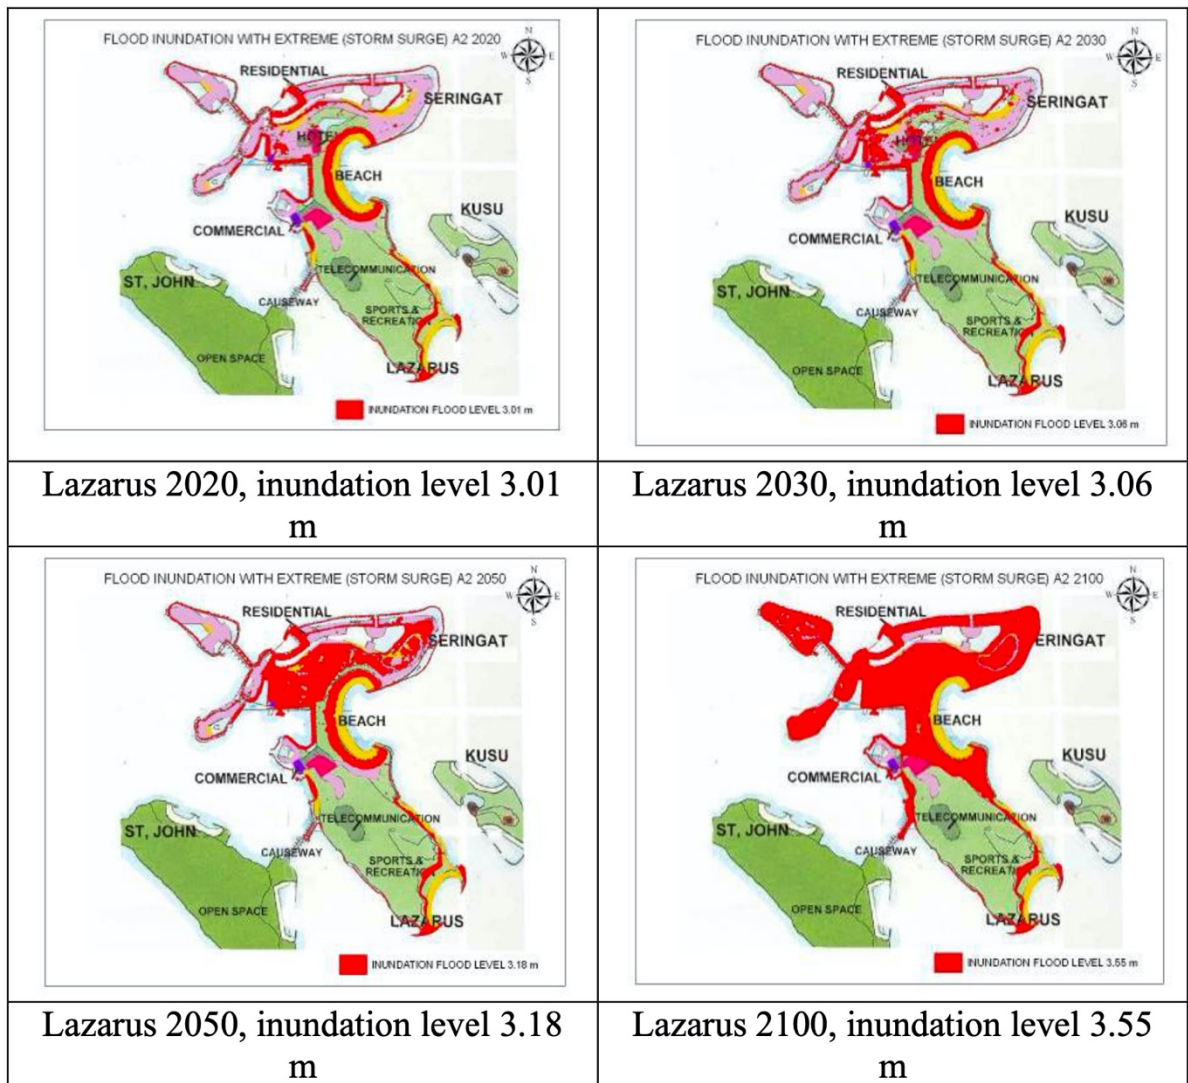 FLOOD INUNDATION WITH EXTREME (STORM SURGE) A2 2020
N
W E
S
RESIDENTIAL
SERINGAT
HOTEL
BEACH
KUSU
COMMERCIAL
TELECOMMUNICATION
ST, JOHN
CAUSEWAY
SPORTS &
RECREATION
OPEN SPACE
LAZARUS
INUNDATION FLOOD LEVEL 3.01 m
Lazarus 2020, inundation level 3.01
m
FLOOD INUNDATION WITH EXTREME (STORM SURGE) A2 2030
N
W E
S
RESIDENTIAL
SERINGAT
HOTEL
BEACH
KUSU
COMMERCIAL
TELECOMMUNICATION
ST, JOHN
CAUSEWAY
SPORTS &
RECREATION
OPEN SPACE
LAZARUS
INUNDATION FLOOD LEVEL 3.06 m
Lazarus 2030, inundation level 3.06
m
FLOOD INUNDATION WITH EXTREME (STORM SURGE) A2 2050
N
W E
S
RESIDENTIAL
SERINGAT
BEACH
KUSU
COMMERCIAL
TELECOMMUNICATION
ST, JOHN
CAUSEWAY
SPORTS &
RECREATION
OPEN SPACE
LAZARUS
INUNDATION FLOOD LEVEL 3.18 m
Lazarus 2050, inundation level 3.18
m
FLOOD INUNDATION WITH EXTREME (STORM SURGE) A2 2100
N
W E
S
RESIDENTIAL
ERINGAT
BEACH
KUSU
COMMERCIAL
TELECOMMUNICATION
ST, JOHN
CAUSEWAY
SPORTS &
RECREATION
OPEN SPACE
LAZARUS
INUNDATION FLOOD LEVEL 3.55 m
Lazarus 2100, inundation level 3.55
m